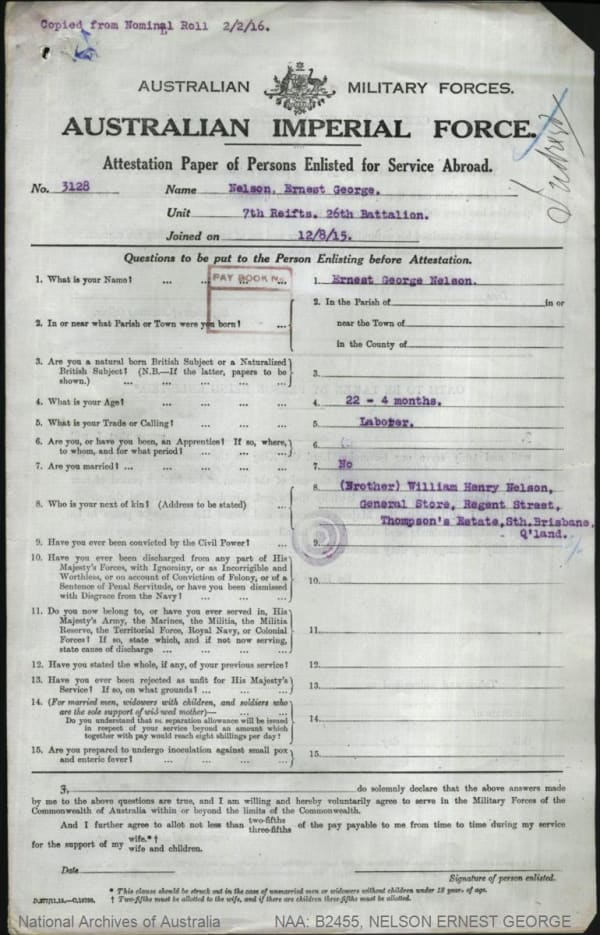 Copied from Nominal Roll 2/2/16.
AUSTRALIAN MILITARY FORCES.
AUSTRALIAN IMPERIAL FORCE.
Attestation Paper of Persons Enlisted for Service Abroad.
No. 3128 Name Nelson, Ernest George.
Unit 7th Reifts. 26th Battalion.
Joined on 12/8/15.
Questions to be put to the Person Enlisting before Attestation.
PAY BOOK No.
1. What is your Name? ... ... ... ... 1. Ernest George Nelson.
2. In or near what Parish or Town were you born? ... 2. In the Parish of in or
near the Town of
in the County of
3. Are you a natural born British Subject or a Naturalized
British Subject? (N.B.—If the latter, papers to be
shown.) ... ... ... ... ... 3.
4. What is your Age? ... ... ... ... 4. 22 - 4 months.
5. What is your Trade or Calling? ... ... ... 5. Laborer.
6. Are you, or have you been, an Apprentice? If so, where,
to whom, and for what period? ... ... ... 6.
7. Are you married? ... ... ... ... ... 7. No
8. Who is your next of kin? (Address to be stated) ... 8. (Brother) William Henry Nelson,
General Store, Regent Street,
Thompson's Estate, Sth. Brisbane,
Q'land.
9. Have you ever been convicted by the Civil Power? ... 9.
10. Have you ever been discharged from any part of His
Majesty's Forces, with Ignominy, or as Incorrigible and
Worthless, or on account of Conviction of Felony, or of a
Sentence of Penal Servitude, or have you been dismissed
with Disgrace from the Navy? ... ... ... 10.
11. Do you now belong to, or have you ever served in, His
Majesty's Army, the Marines, the Militia, the Militia
Reserve, the Territorial Force, Royal Navy, or Colonial
Forces? If so, state which, and if not now serving,
state cause of discharge ... ... ... ... 11.
12. Have you stated the whole, if any, of your previous service? 12.
13. Have you ever been rejected as unfit for His Majesty's
Service? If so, on what grounds? ... ... ... 13.
14. (For married men, widowers with children, and soldiers who
are the sole support of widowed mother)—
Do you understand that no separation allowance will be issued
in respect of your service beyond an amount which
together with pay would reach eight shillings per day? 14.
15. Are you prepared to undergo inoculation against small pox
and enteric fever? ... ... ... ... 15.
I, do solemnly declare that the above answers made
by me to the above questions are true, and I am willing and hereby voluntarily agree to serve in the Military Forces of the
Commonwealth of Australia within or beyond the limits of the Commonwealth.
And I further agree to allot not less than two-fifths three-fifths of the pay payable to me from time to time during my service
for the support of my wife.*† wife and children.
Date
Signature of person enlisted.
* This clause should be struck out in the case of unmarried men or widowers without children under 18 years of age.
† Two-fifths must be allotted to the wife, and if there are children three-fifths must be allotted.
National Archives of Australia NAA: B2455, NELSON ERNEST GEORGE